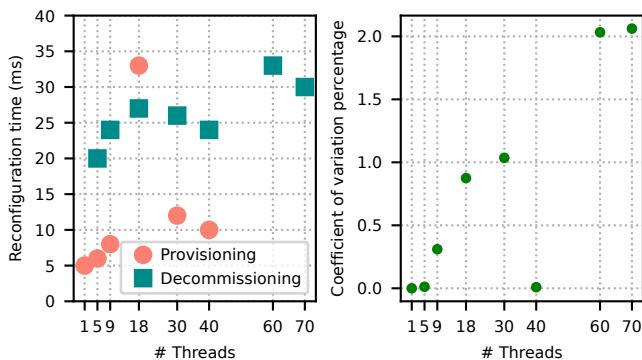 Reconfiguration time (ms)
40
35
30
25
20
15
10
5
0
Provisioning
Decommissioning
1 5 9 18 30 40 60 70
# Threads
Coefficient of variation percentage
2.0
1.5
1.0
0.5
0.0
1 5 9 18 30 40 60 70
# Threads